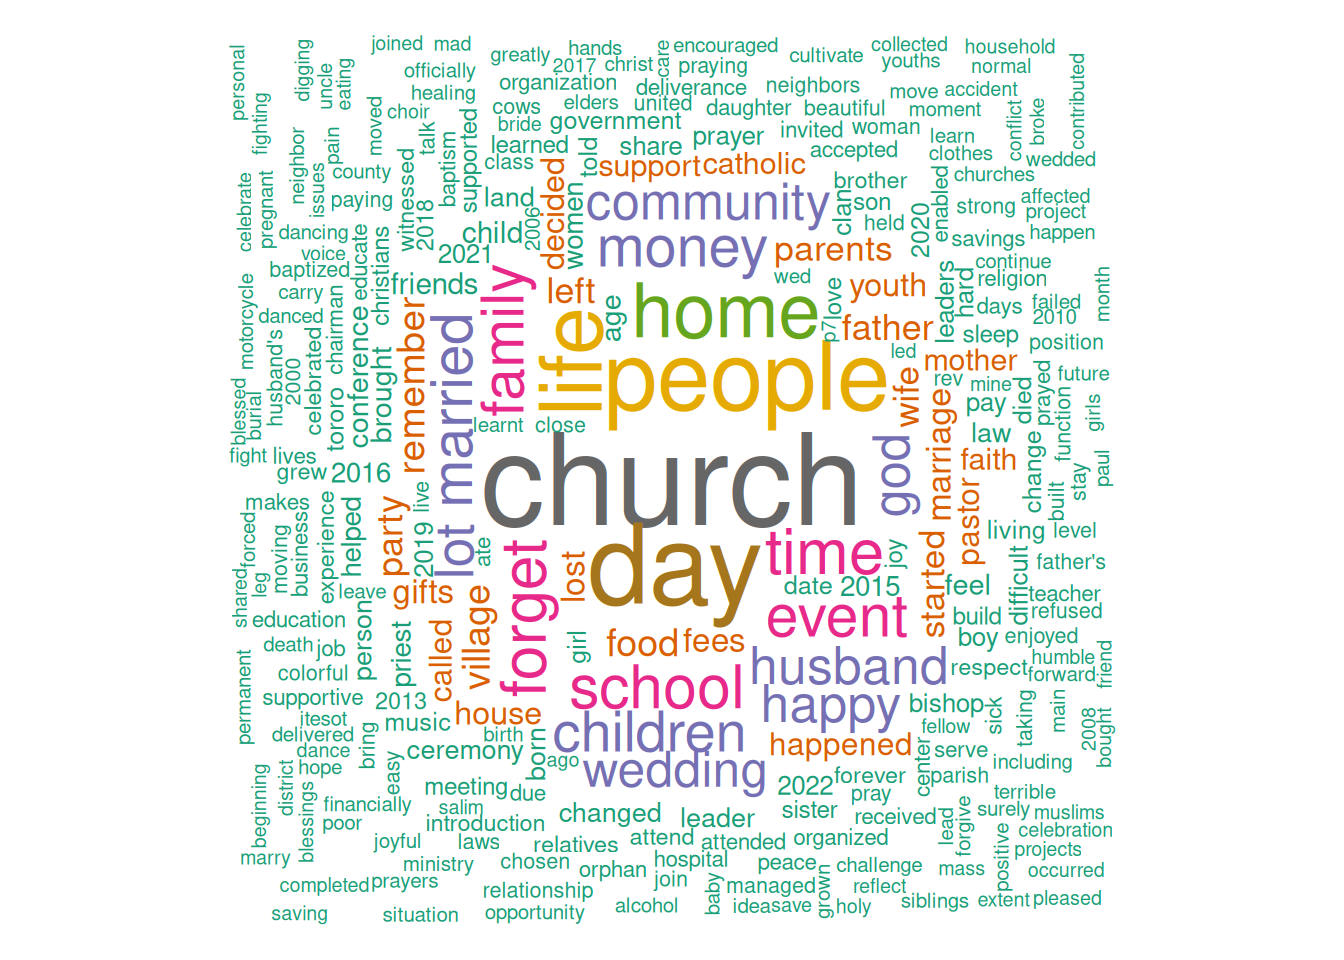 joined
mad
greatly
hands
2017
christ
care
encouraged
cultivate
collected
youths
household
normal
personal
digging
uncle
eating
officially
healing
organization
praying
deliverance
neighbors
move
accident
fighting
moved
choir
cows
elders
united
daughter
beautiful
moment
conflict
broke
contributed
bride
government
talk
supported
learned
share
prayer
invited
woman
learn
neighbor
pain
county
class
told
support
catholic
accepted
clothes
wedded
churches
issues
paying
witnessed
2018
baptism
land
decided
women
community
brother
son
clan
held
2020
enabled
strong
affected
project
happen
celebrate
pregnant
dancing
voice
educate
christians
2021
child
2006
money
parents
savings
continue
religion
baptized
carry
friends
family
left
age
home
wed
love
p7
youth
father
leaders
hard
days
failed
2010
month
motorcycle
danced
husband's
2000
celebrated
chairman
tororo
conference
brought
remember
married
life
people
led
sleep
position
mother
rev
mine
future
wife
pay
died
prayed
function
girls
blessed
burial
learnt
close
fight
lives
grew
2016
church
god
marriage
law
faith
change
built
stay
paul
makes
live
party
lot
day
time
joy
started
pastor
living
level
forced
shared
leg
moving
business
experience
helped
2019
ate
forget
lost
date
2015
feel
difficult
father's
teacher
leave
gifts
education
village
event
build
refused
boy
enjoyed
death
job
person
priest
called
girl
food
fees
husband
respect
humble
forward
friend
colorful
school
permanent
supportive
2013
house
happy
bishop
sick
taking
main
2008
bought
itesot
music
children
fellow
delivered
dance
hope
bring
ceremony
birth
born
ago
wedding
happened
center
serve
including
beginning
district
blessings
easy
meeting
due
2022
forever
parish
pray
terrible
financially
salim
poor
introduction
changed
leader
sister
received
lead
forgive
surely
muslims
joyful
laws
relatives
attend
attended
organized
positive
celebration
projects
marry
ministry
chosen
orphan
hospital
peace
challenge
mass
occurred
completed
prayers
relationship
join
baby
managed
grown
reflect
saving
situation
opportunity
alcohol
idea
save
holy
siblings
extent
pleased